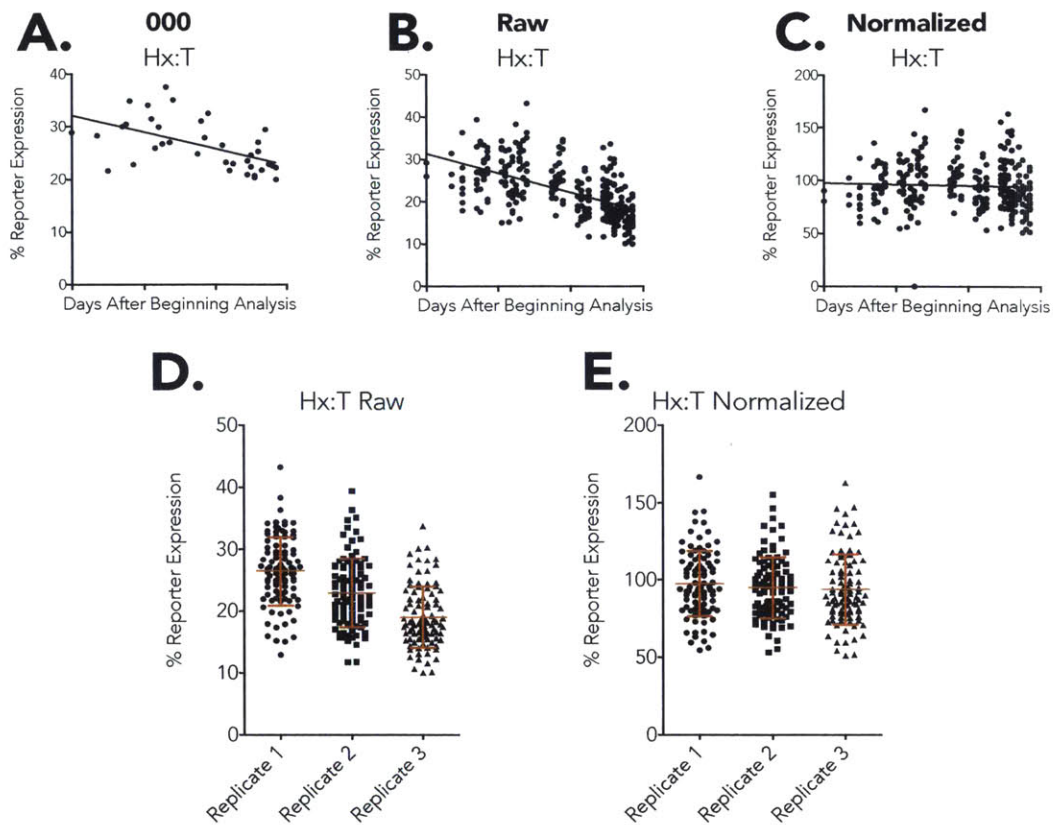 A.
000
Hx:T
% Reporter Expression
40
30
20
10
0
Days After Beginning Analysis
B.
Raw
Hx:T
% Reporter Expression
50
40
30
20
10
0
Days After Beginning Analysis
C.
Normalized
Hx:T
% Reporter Expression
200
150
100
50
0
Days After Beginning Analysis
D.
Hx:T Raw
% Reporter Expression
50
40
30
20
10
0
Replicate 1
Replicate 2
Replicate 3
E.
Hx:T Normalized
% Reporter Expression
200
150
100
50
0
Replicate 1
Replicate 2
Replicate 3